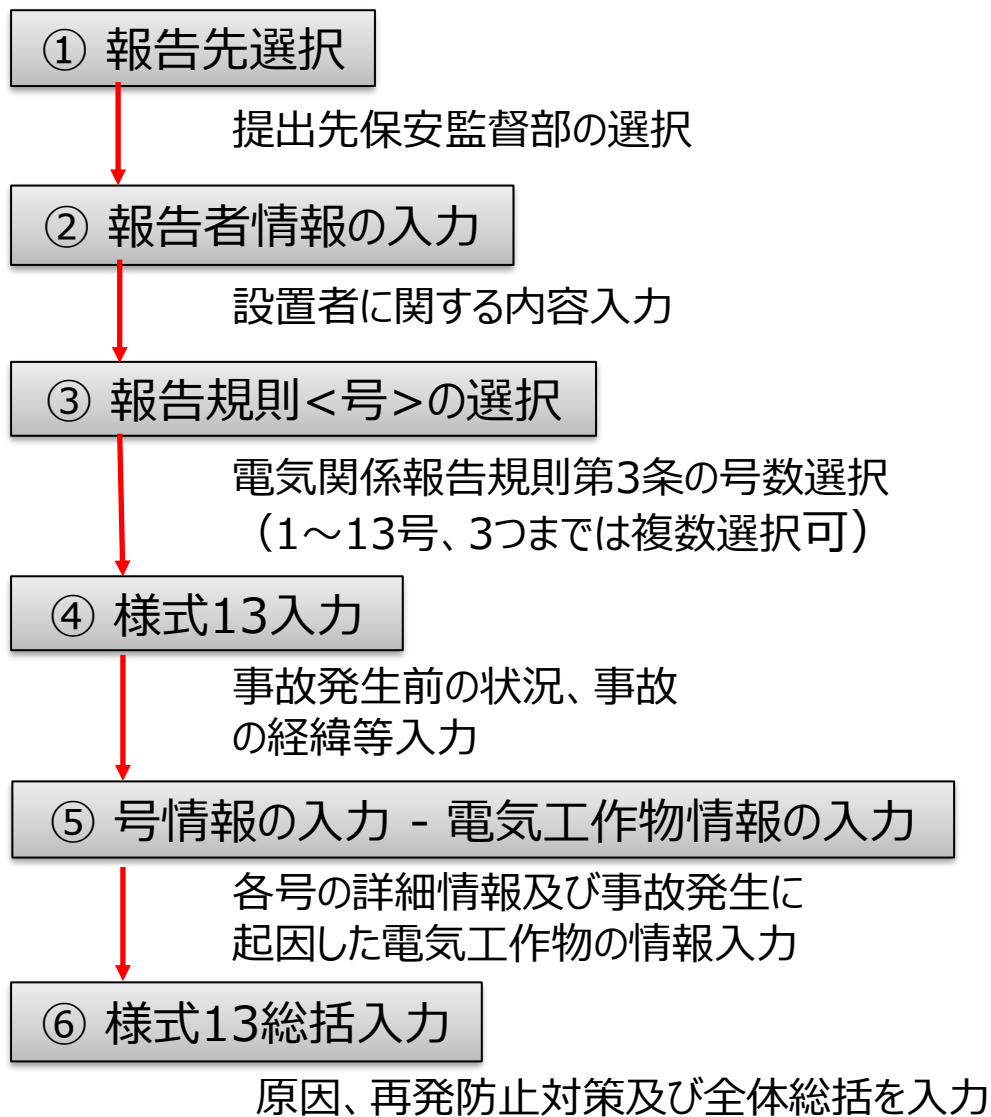 ① 報告先選択
提出先保安監督部の選択
② 報告者情報の入力
設置者に関する内容入力
③ 報告規則<号>の選択
電気関係報告規則第3条の号数選択
（1～13号、3つまでは複数選択可）
④ 様式13入力
事故発生前の状況、事故
の経緯等入力
⑤ 号情報の入力 - 電気工作物情報の入力
各号の詳細情報及び事故発生に
起因した電気工作物の情報入力
⑥ 様式13総括入力
原因、再発防止対策及び全体総括を入力